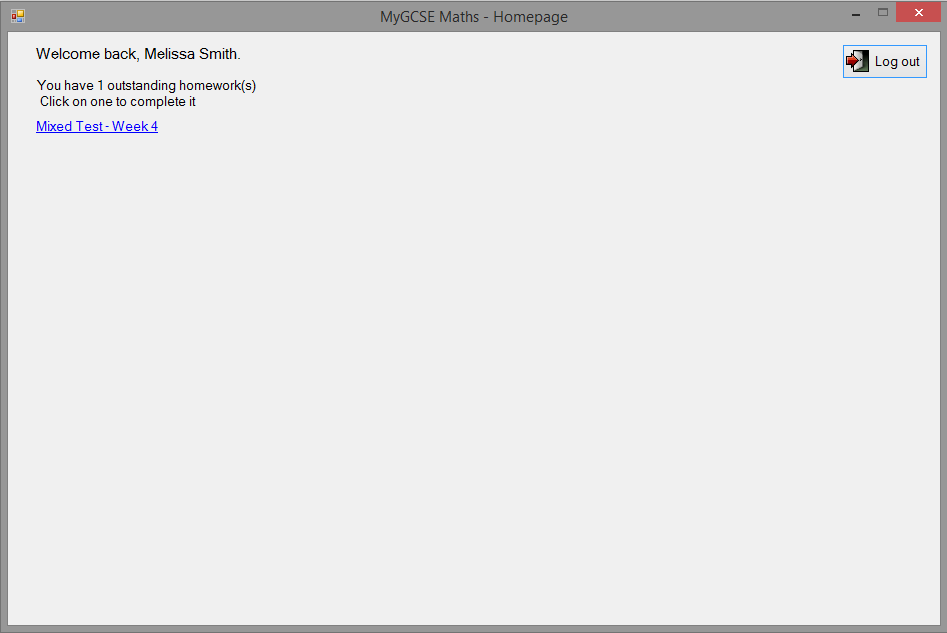 MyGCSE Maths - Homepage
Welcome back, Melissa Smith.
Log out
You have 1 outstanding homework(s)
Click on one to complete it
Mixed Test - Week 4